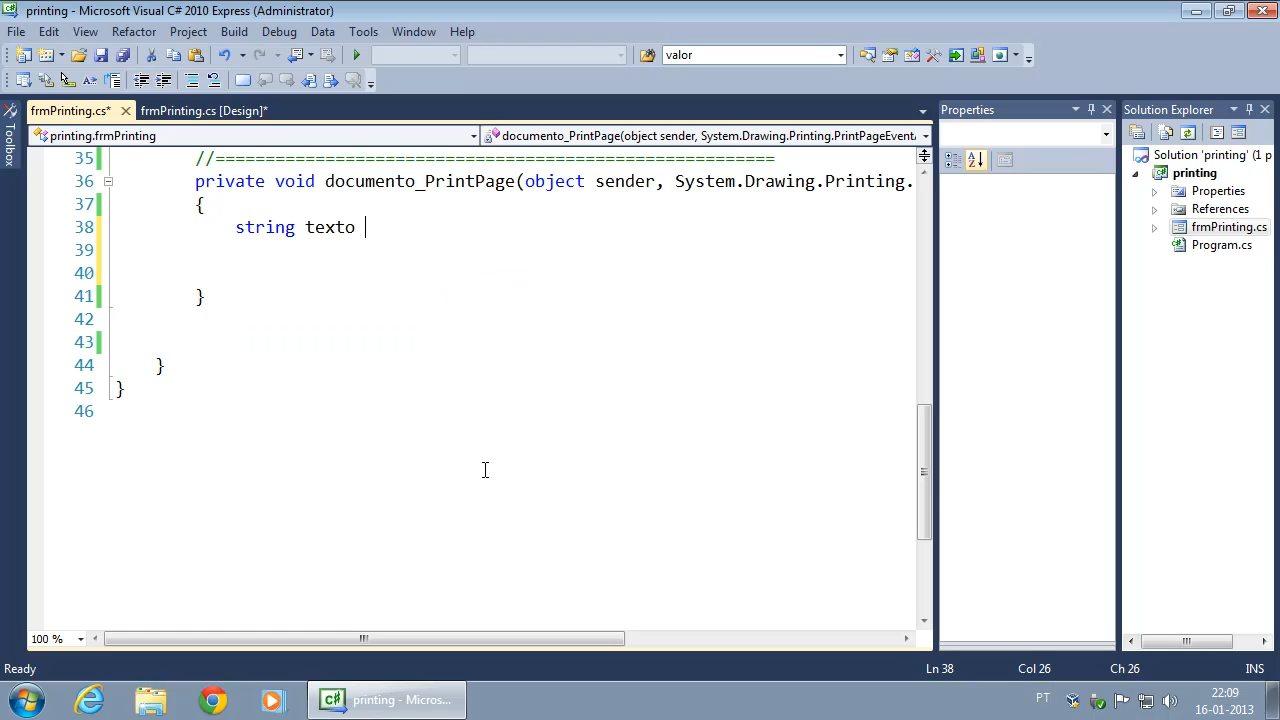 printing - Microsoft Visual C# 2010 Express (Administrator)
File Edit View Refactor Project Build Debug Data Tools Window Help
valor
frmPrinting.cs* frmPrinting.cs [Design]*
printing.frmPrinting documento_PrintPage(object sender, System.Drawing.Printing.PrintPageEvent
35 //========================================================
36 private void documento_PrintPage(object sender, System.Drawing.Printing.
37 {
38 string texto
39
40
41 }
42
43
44 }
45 }
46
100 %
Properties
Solution Explorer
Solution 'printing' (1 p
printing
Properties
References
frmPrinting.cs
Program.cs
Ready Ln 38 Col 26 Ch 26 INS
printing - Micros... PT 22:09
16-01-2013
Toolbox